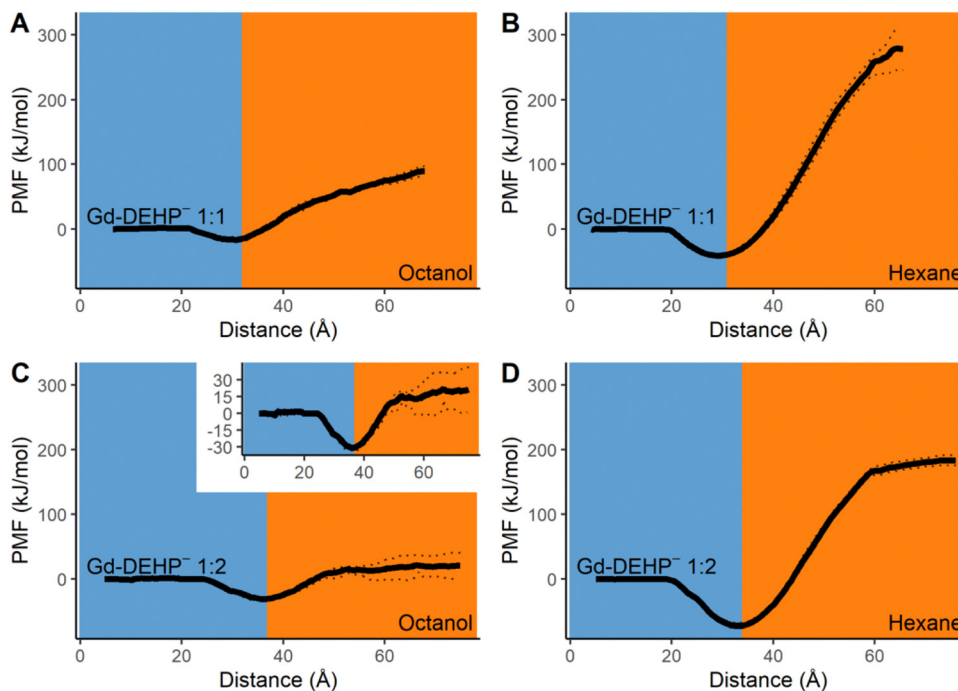 A
B
300
200
100
0
PMF (kJ/mol)
Gd-DEHP⁻ 1:1
Octanol
0
20
40
60
Distance (Å)
300
200
100
0
PMF (kJ/mol)
Gd-DEHP⁻ 1:1
Hexane
0
20
40
60
Distance (Å)
C
D
300
200
100
0
PMF (kJ/mol)
30
15
0
-15
-30
0
20
40
60
Gd-DEHP⁻ 1:2
Octanol
0
20
40
60
Distance (Å)
300
200
100
0
PMF (kJ/mol)
Gd-DEHP⁻ 1:2
Hexane
0
20
40
60
Distance (Å)